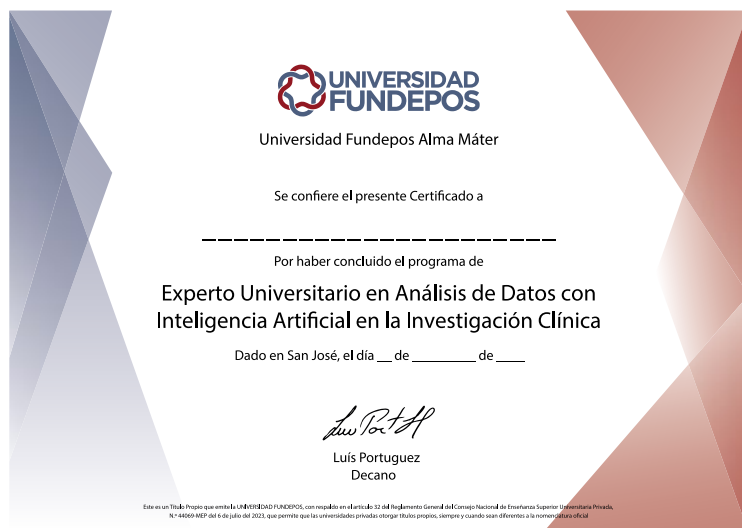 UNIVERSIDAD
FUNDEPOS
Universidad Fundepos Alma Máter
Se confiere el presente Certificado a
Por haber concluido el programa de
Experto Universitario en Análisis de Datos con
Inteligencia Artificial en la Investigación Clínica
Dado en San José, el día __ de ________ de ____
Luís Portuguez
Decano
Este es un Título Propio que emite la UNIVERSIDAD FUNDEPOS, con respaldo en el artículo 32 del Reglamento General del Consejo Nacional de Enseñanza Superior Universitaria Privada,
N.º 44069-MEP del 6 de julio del 2023, que permite que las universidades privadas otorgar títulos propios, siempre y cuando sean diferentes a la nomenclatura oficial